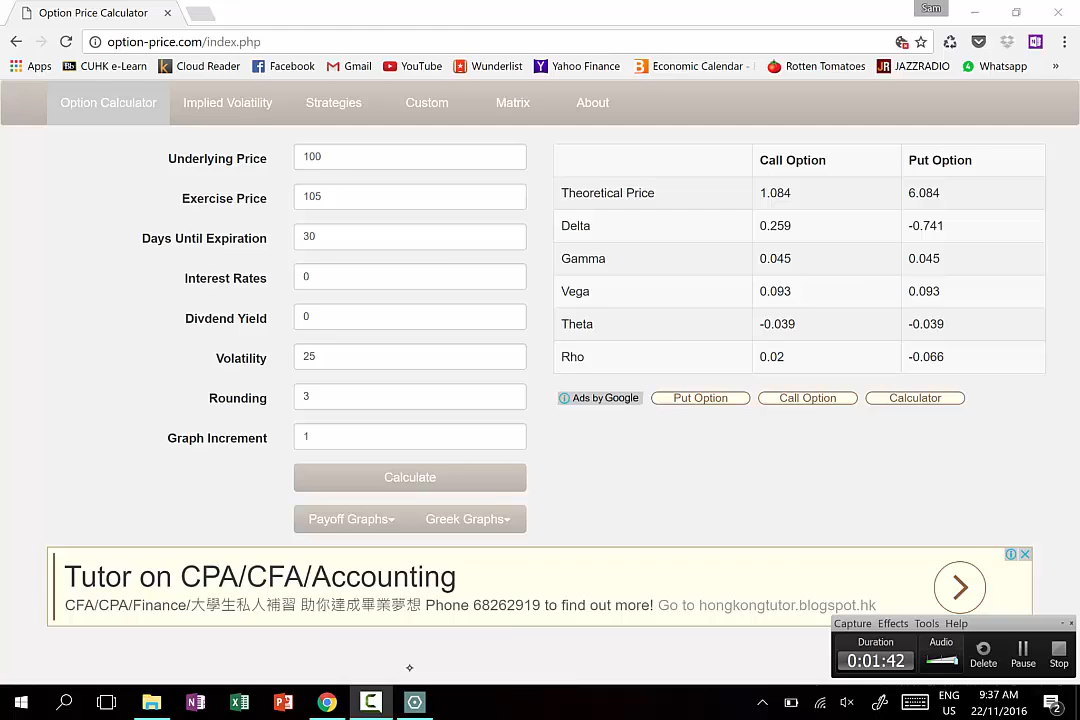 Option Price Calculator
Sam
option-price.com/index.php
Apps CUHK e-Learn Cloud Reader Facebook Gmail YouTube Wunderlist Yahoo Finance Economic Calendar - Rotten Tomatoes JAZZRADIO Whatsapp »
Option Calculator Implied Volatility Strategies Custom Matrix About
Underlying Price 100
Exercise Price 105
Days Until Expiration 30
Interest Rates 0
Divdend Yield 0
Volatility 25
Rounding 3
Graph Increment 1
Calculate
Payoff Graphs Greek Graphs
Call Option Put Option
Theoretical Price 1.084 6.084
Delta 0.259 -0.741
Gamma 0.045 0.045
Vega 0.093 0.093
Theta -0.039 -0.039
Rho 0.02 -0.066
Ads by Google Put Option Call Option Calculator
Tutor on CPA/CFA/Accounting
CFA/CPA/Finance/大學生私人補習 助你達成畢業夢想 Phone 68262919 to find out more! Go to hongkongtutor.blogspot.hk
Capture Effects Tools Help
Duration Audio
0:01:42 Delete Pause Stop
ENG 9:37 AM
US 22/11/2016 2